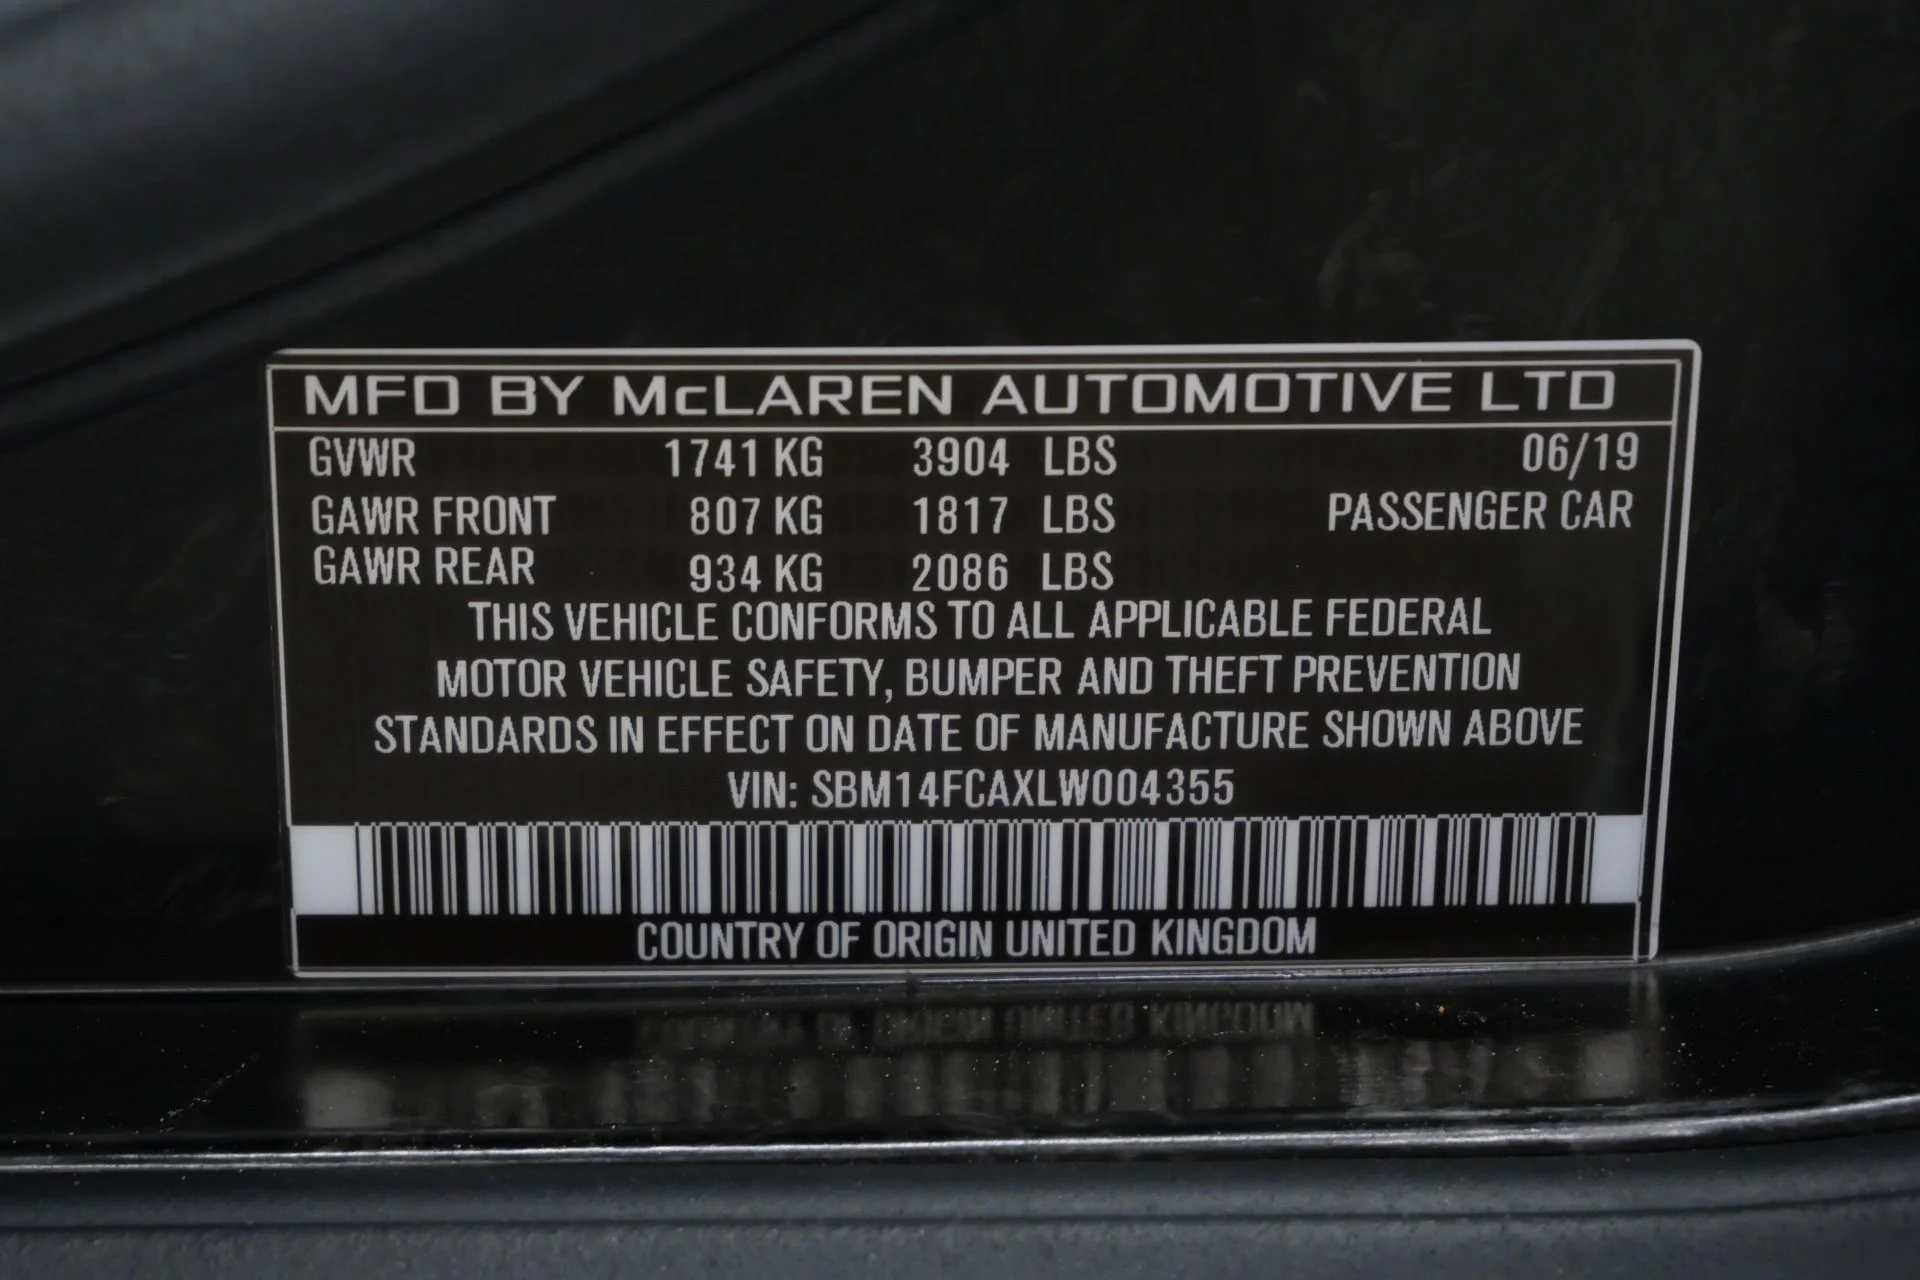 MFD BY McLAREN AUTOMOTIVE LTD
GVWR 1741 KG 3904 LBS 06/19
GAWR FRONT 807 KG 1817 LBS PASSENGER CAR
GAWR REAR 934 KG 2086 LBS
THIS VEHICLE CONFORMS TO ALL APPLICABLE FEDERAL
MOTOR VEHICLE SAFETY, BUMPER AND THEFT PREVENTION
STANDARDS IN EFFECT ON DATE OF MANUFACTURE SHOWN ABOVE
VIN: SBM14FCAXLW004355
COUNTRY OF ORIGIN UNITED KINGDOM